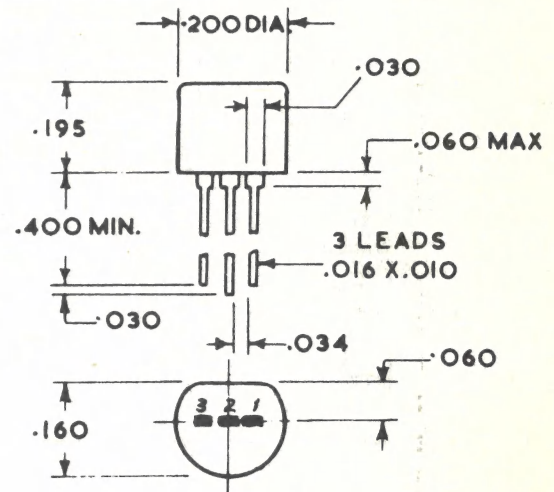 .200 DIA.
.030
.195
.060 MAX
.400 MIN.
3 LEADS
.016 X .010
.030
.034
.060
3 2 1
.160